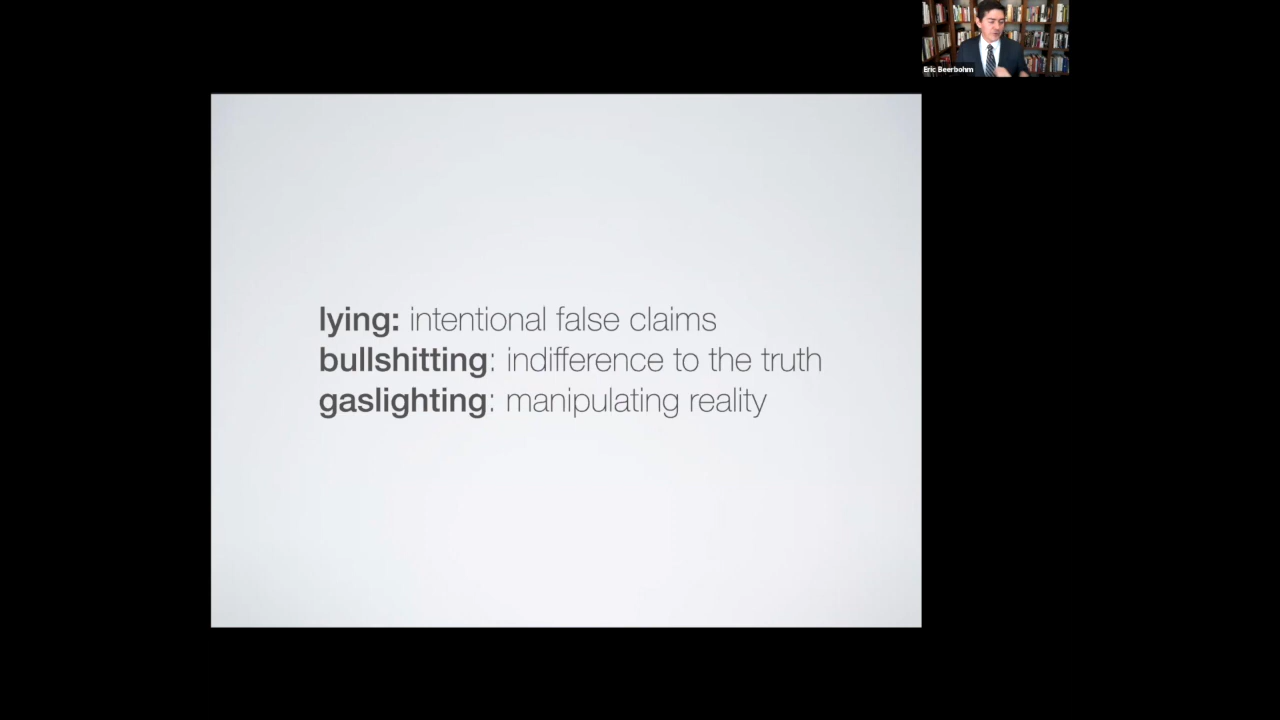 Eric Beerbohm
lying: intentional false claims
bullshitting: indifference to the truth
gaslighting: manipulating reality